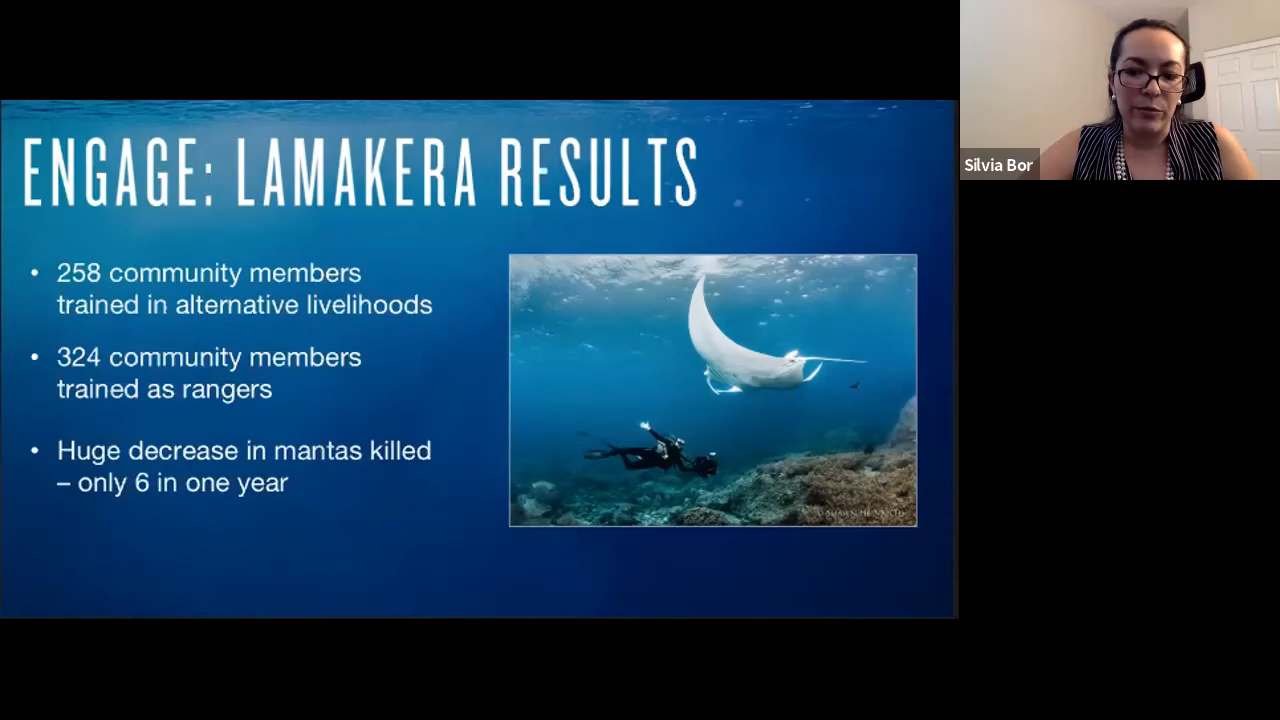 ENGAGE: LAMAKERA RESULTS
• 258 community members
trained in alternative livelihoods
• 324 community members
trained as rangers
• Huge decrease in mantas killed
– only 6 in one year
Silvia Bor